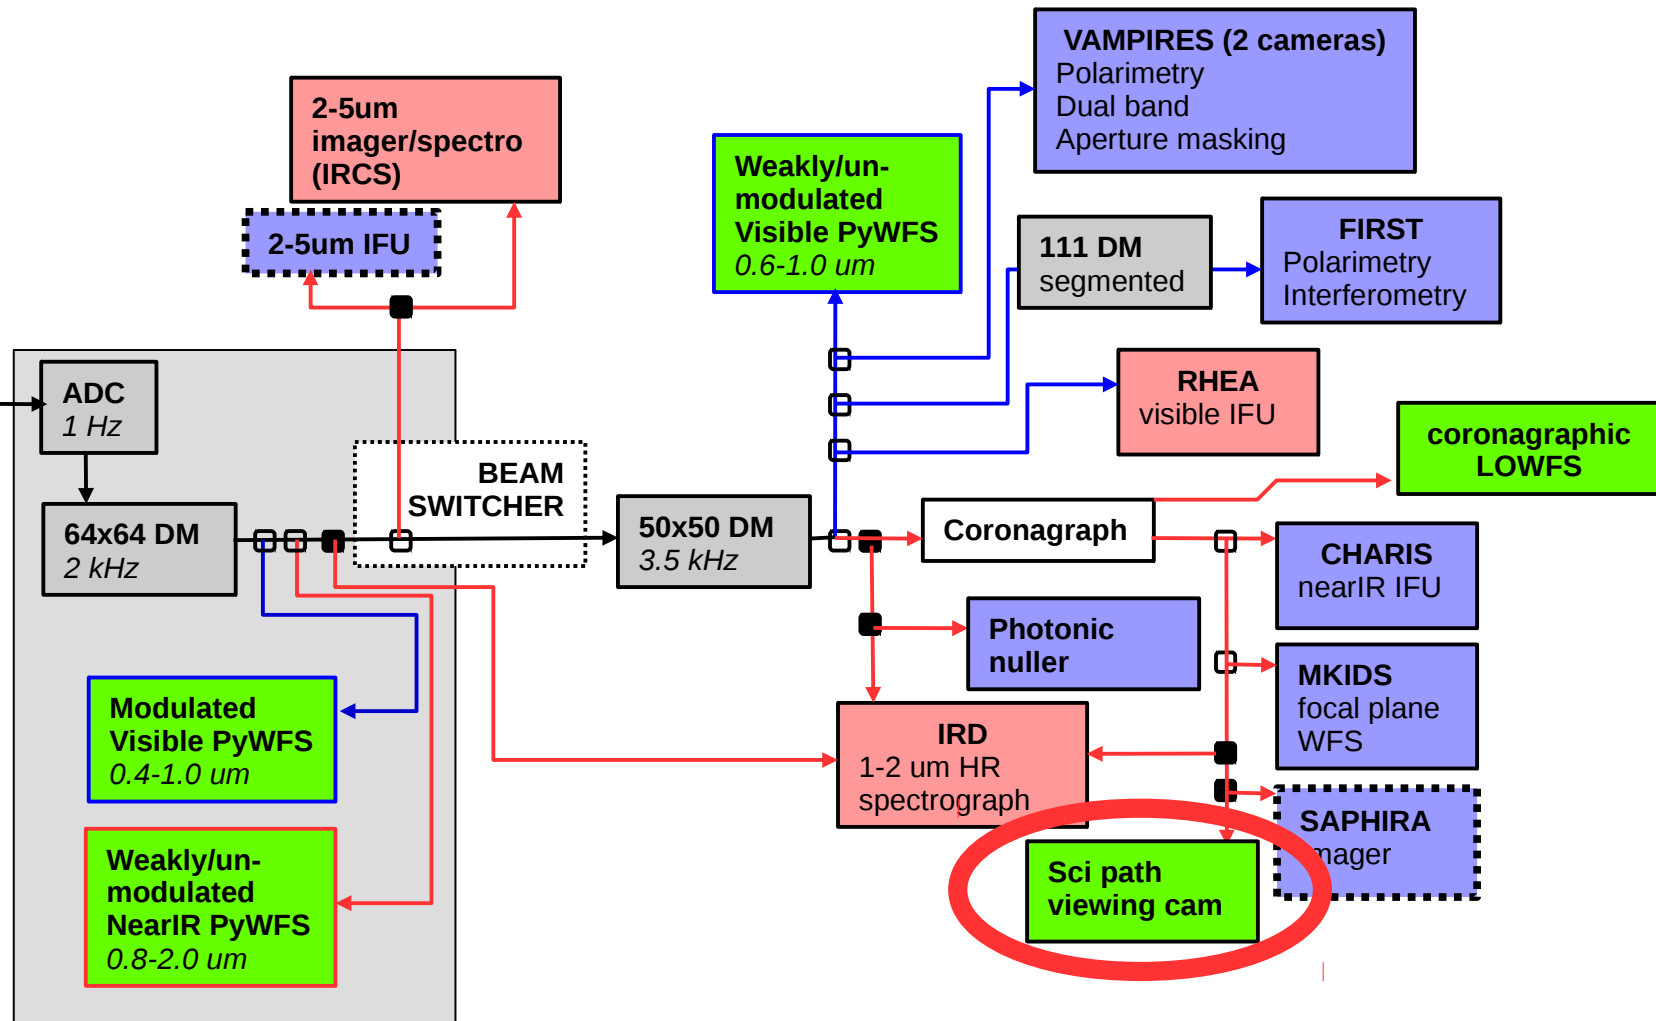 VAMPIRES (2 cameras)
Polarimetry
Dual band
Aperture masking
2-5um
imager/spectro
(IRCS)
2-5um IFU
Weakly/un-
modulated
Visible PyWFS
0.6-1.0 um
111 DM
segmented
FIRST
Polarimetry
Interferometry
ADC
1 Hz
RHEA
visible IFU
coronagraphic
LOWFS
BEAM
SWITCHER
64x64 DM
2 kHz
50x50 DM
3.5 kHz
Coronagraph
CHARIS
nearIR IFU
Photonic
nuller
MKIDS
focal plane
WFS
Modulated
Visible PyWFS
0.4-1.0 um
IRD
1-2 um HR
spectrograph
SAPHIRA
imager
Weakly/un-
modulated
NearIR PyWFS
0.8-2.0 um
Sci path
viewing cam